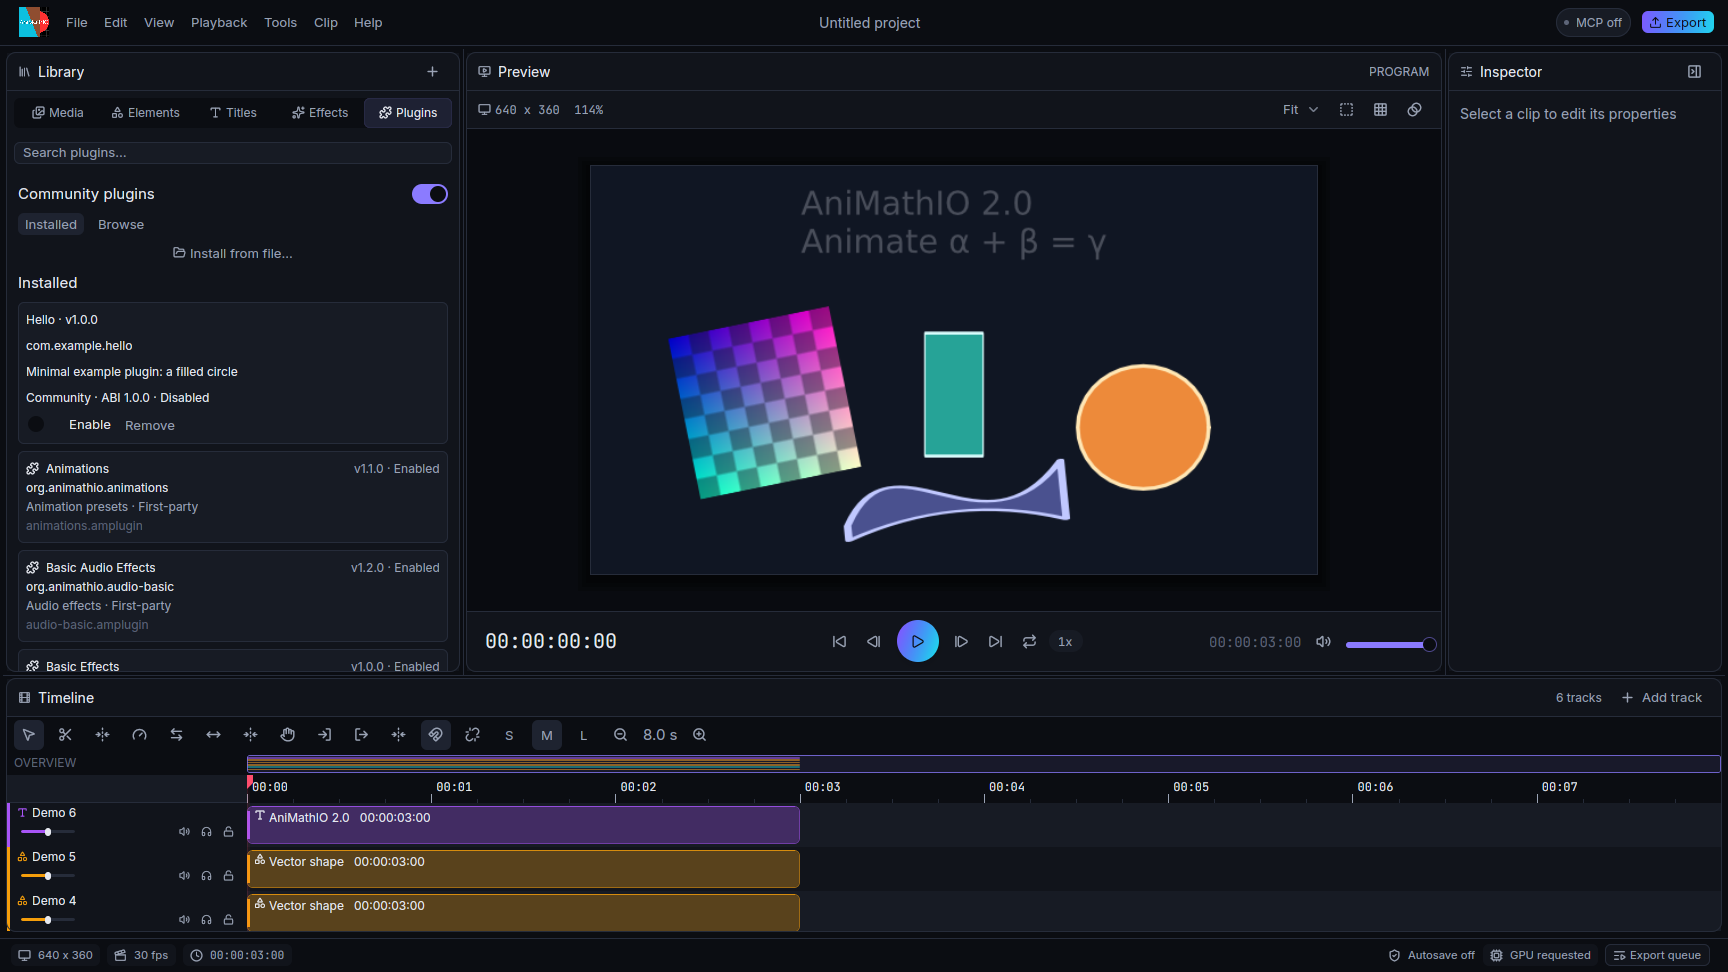 File Edit View Playback Tools Clip Help
Untitled project
MCP off
Export
Library
Media Elements Titles Effects Plugins
Search plugins...
Community plugins
Installed Browse
Install from file...
Installed
Hello · v1.0.0
com.example.hello
Minimal example plugin: a filled circle
Community · ABI 1.0.0 · Disabled
Enable Remove
Animations v1.1.0 · Enabled
org.animathio.animations
Animation presets · First-party
animations.amplugin
Basic Audio Effects v1.2.0 · Enabled
org.animathio.audio-basic
Audio effects · First-party
audio-basic.amplugin
Basic Effects v1.0.0 · Enabled
Preview PROGRAM
640 x 360 114% Fit
AniMathIO 2.0
Animate α + β = γ
00:00:00:00 1x 00:00:03:00
Inspector
Select a clip to edit its properties
Timeline 6 tracks Add track
S M L 8.0 s
OVERVIEW
00:00 00:01 00:02 00:03 00:04 00:05 00:06 00:07
Demo 6 AniMathIO 2.0 00:00:03:00
Demo 5 Vector shape 00:00:03:00
Demo 4 Vector shape 00:00:03:00
640 x 360 30 fps 00:00:03:00 Autosave off GPU requested Export queue